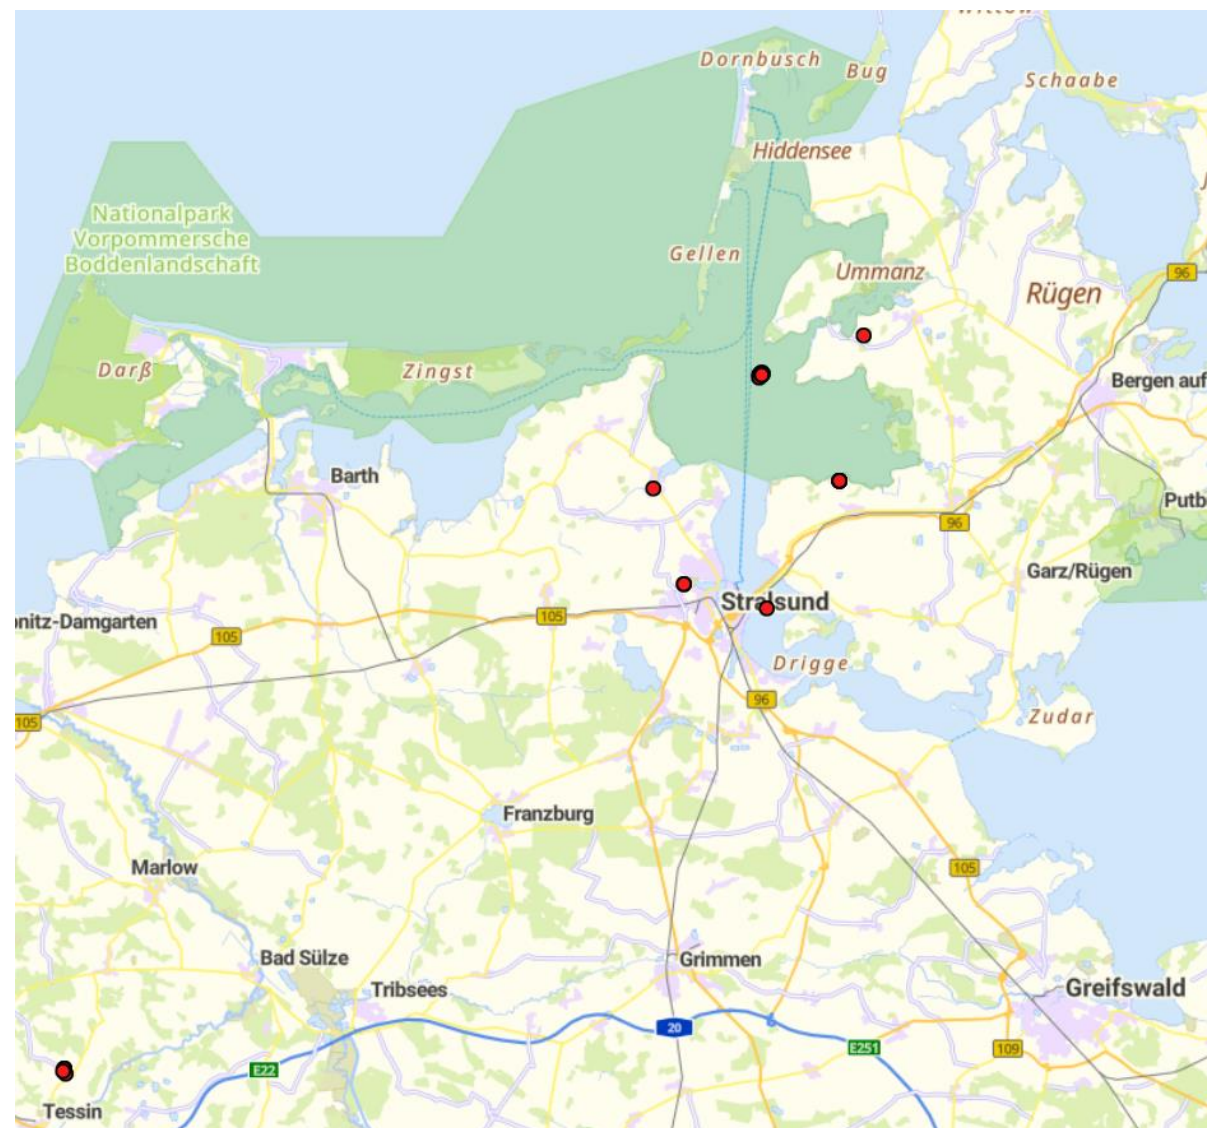 Dornbusch
Bug
Schaabe
Hiddensee
Nationalpark
Vorpommersche
Boddenlandschaft
Gellen
Ummanz
96
Rügen
Darß
Zingst
Bergen auf
Barth
Putb
96
Garz/Rügen
Stralsund
105
onitz-Damgarten
105
Drigge
96
Zudar
105
Franzburg
Marlow
105
Bad Sülze
Grimmen
Tribsees
Greifswald
20
E251
109
E22
Tessin